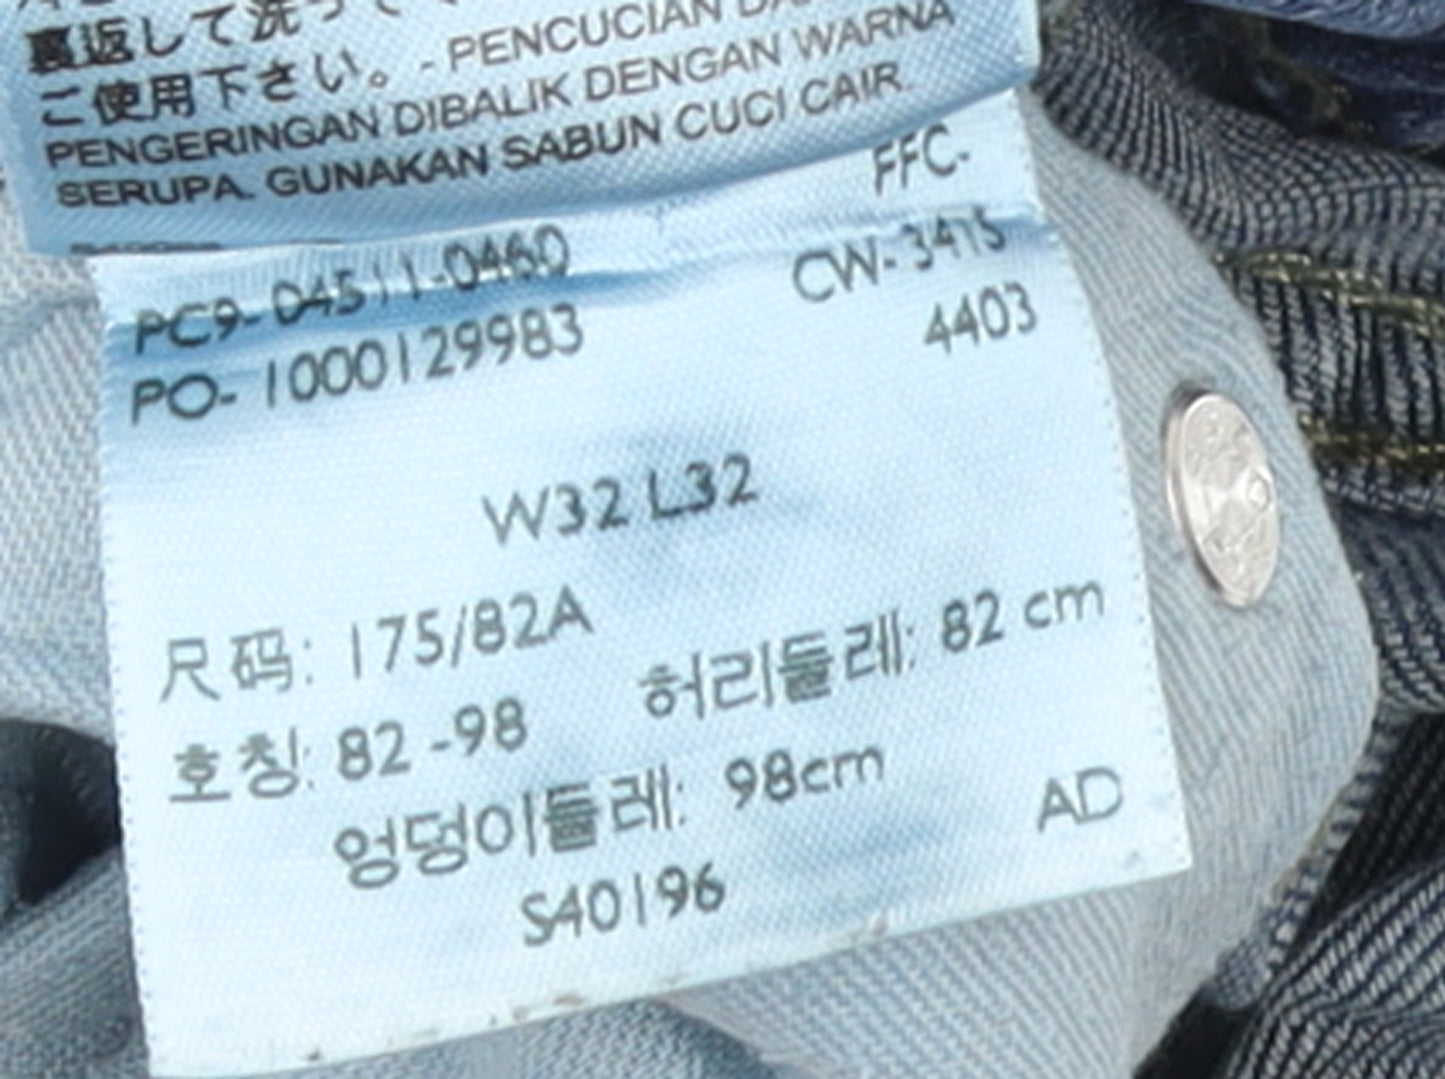 裏返して洗って
ご使用下さい。 - PENCUCIAN
PENGERINGAN DIBALIK DENGAN WARNA
SERUPA. GUNAKAN SABUN CUCI CAIR.
FFC-
PC9- 04511-0460 CW- 3415
PO- 1000129983 4403
W32 L32
尺码: 175/82A
호칭: 82 -98 허리둘레: 82 cm
엉덩이둘레: 98cm
AD
S40196